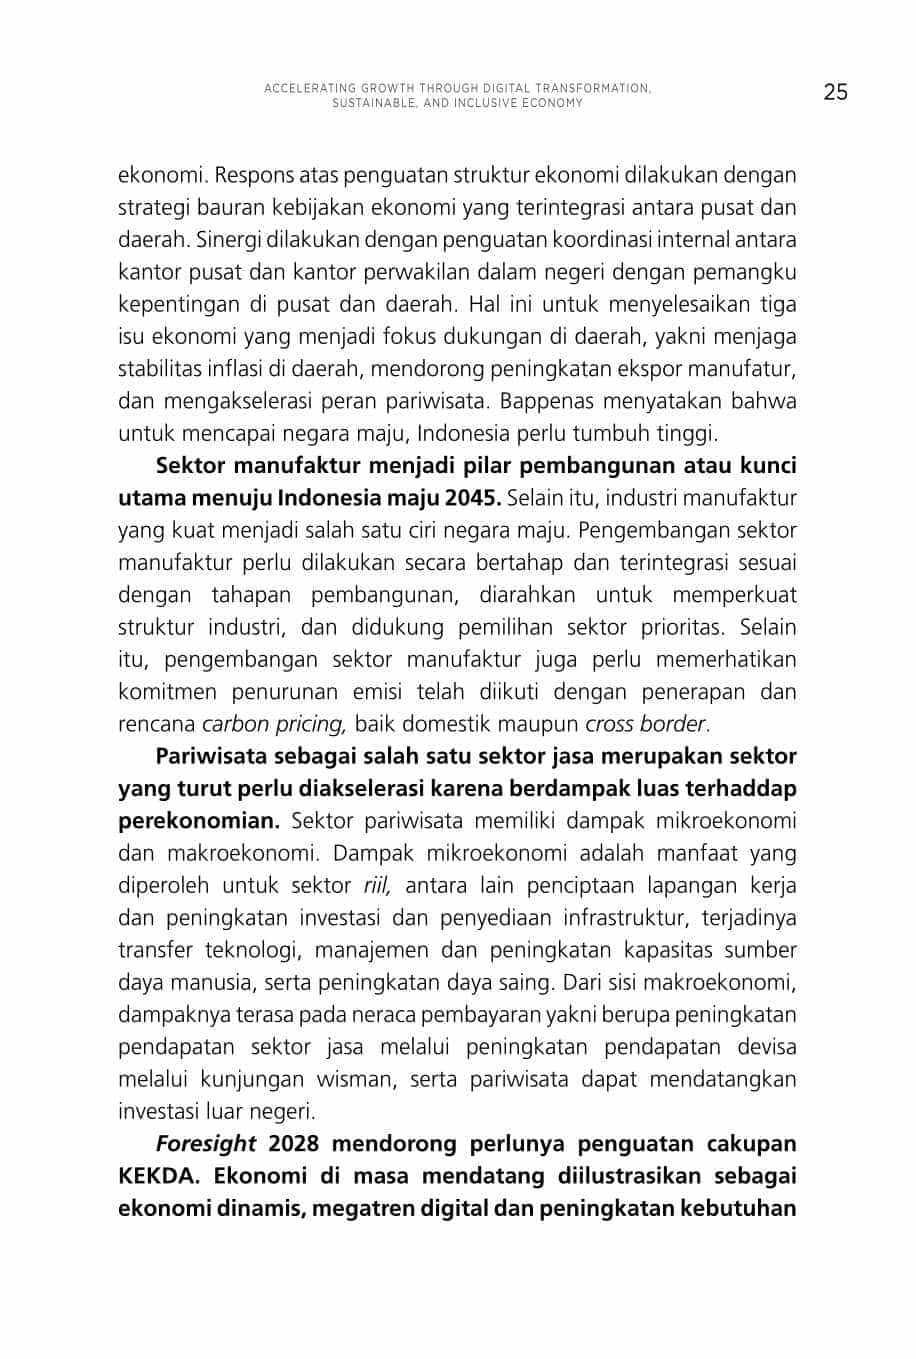 ACCELERATING GROWTH THROUGH DIGITAL TRANSFORMATION,
SUSTAINABLE, AND INCLUSIVE ECONOMY
25
ekonomi. Respons atas penguatan struktur ekonomi dilakukan dengan
strategi bauran kebijakan ekonomi yang terintegrasi antara pusat dan
daerah. Sinergi dilakukan dengan penguatan koordinasi internal antara
kantor pusat dan kantor perwakilan dalam negeri dengan pemangku
kepentingan di pusat dan daerah. Hal ini untuk menyelesaikan tiga
isu ekonomi yang menjadi fokus dukungan di daerah, yakni menjaga
stabilitas inflasi di daerah, mendorong peningkatan ekspor manufatur,
dan mengakselerasi peran pariwisata. Bappenas menyatakan bahwa
untuk mencapai negara maju, Indonesia perlu tumbuh tinggi.
Sektor manufaktur menjadi pilar pembangunan atau kunci
utama menuju Indonesia maju 2045. Selain itu, industri manufaktur
yang kuat menjadi salah satu ciri negara maju. Pengembangan sektor
manufaktur perlu dilakukan secara bertahap dan terintegrasi sesuai
dengan tahapan pembangunan, diarahkan untuk memperkuat
struktur industri, dan didukung pemilihan sektor prioritas. Selain
itu, pengembangan sektor manufaktur juga perlu memerhatikan
komitmen penurunan emisi telah diikuti dengan penerapan dan
rencana carbon pricing, baik domestik maupun cross border.
Pariwisata sebagai salah satu sektor jasa merupakan sektor
yang turut perlu diakselerasi karena berdampak luas terhaddap
perekonomian. Sektor pariwisata memiliki dampak mikroekonomi
dan makroekonomi. Dampak mikroekonomi adalah manfaat yang
diperoleh untuk sektor riil, antara lain penciptaan lapangan kerja
dan peningkatan investasi dan penyediaan infrastruktur, terjadinya
transfer teknologi, manajemen dan peningkatan kapasitas sumber
daya manusia, serta peningkatan daya saing. Dari sisi makroekonomi,
dampaknya terasa pada neraca pembayaran yakni berupa peningkatan
pendapatan sektor jasa melalui peningkatan pendapatan devisa
melalui kunjungan wisman, serta pariwisata dapat mendatangkan
investasi luar negeri.
Foresight 2028 mendorong perlunya penguatan cakupan
KEKDA. Ekonomi di masa mendatang diilustrasikan sebagai
ekonomi dinamis, megatren digital dan peningkatan kebutuhan